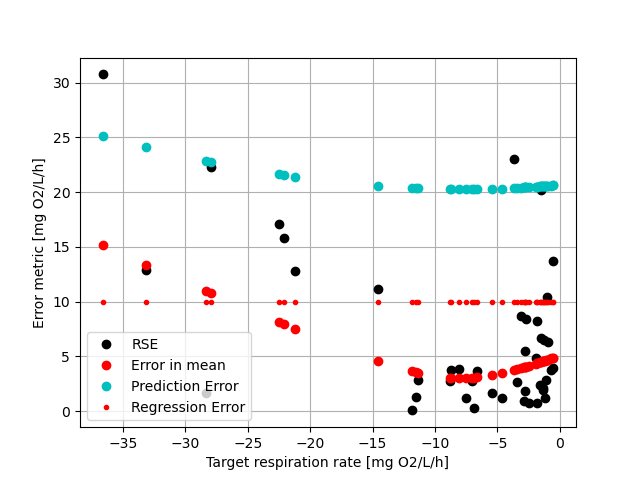 30
25
20
15
10
5
0
Error metric [mg O2/L/h]
RSE
Error in mean
Prediction Error
Regression Error
−35 −30 −25 −20 −15 −10 −5 0
Target respiration rate [mg O2/L/h]